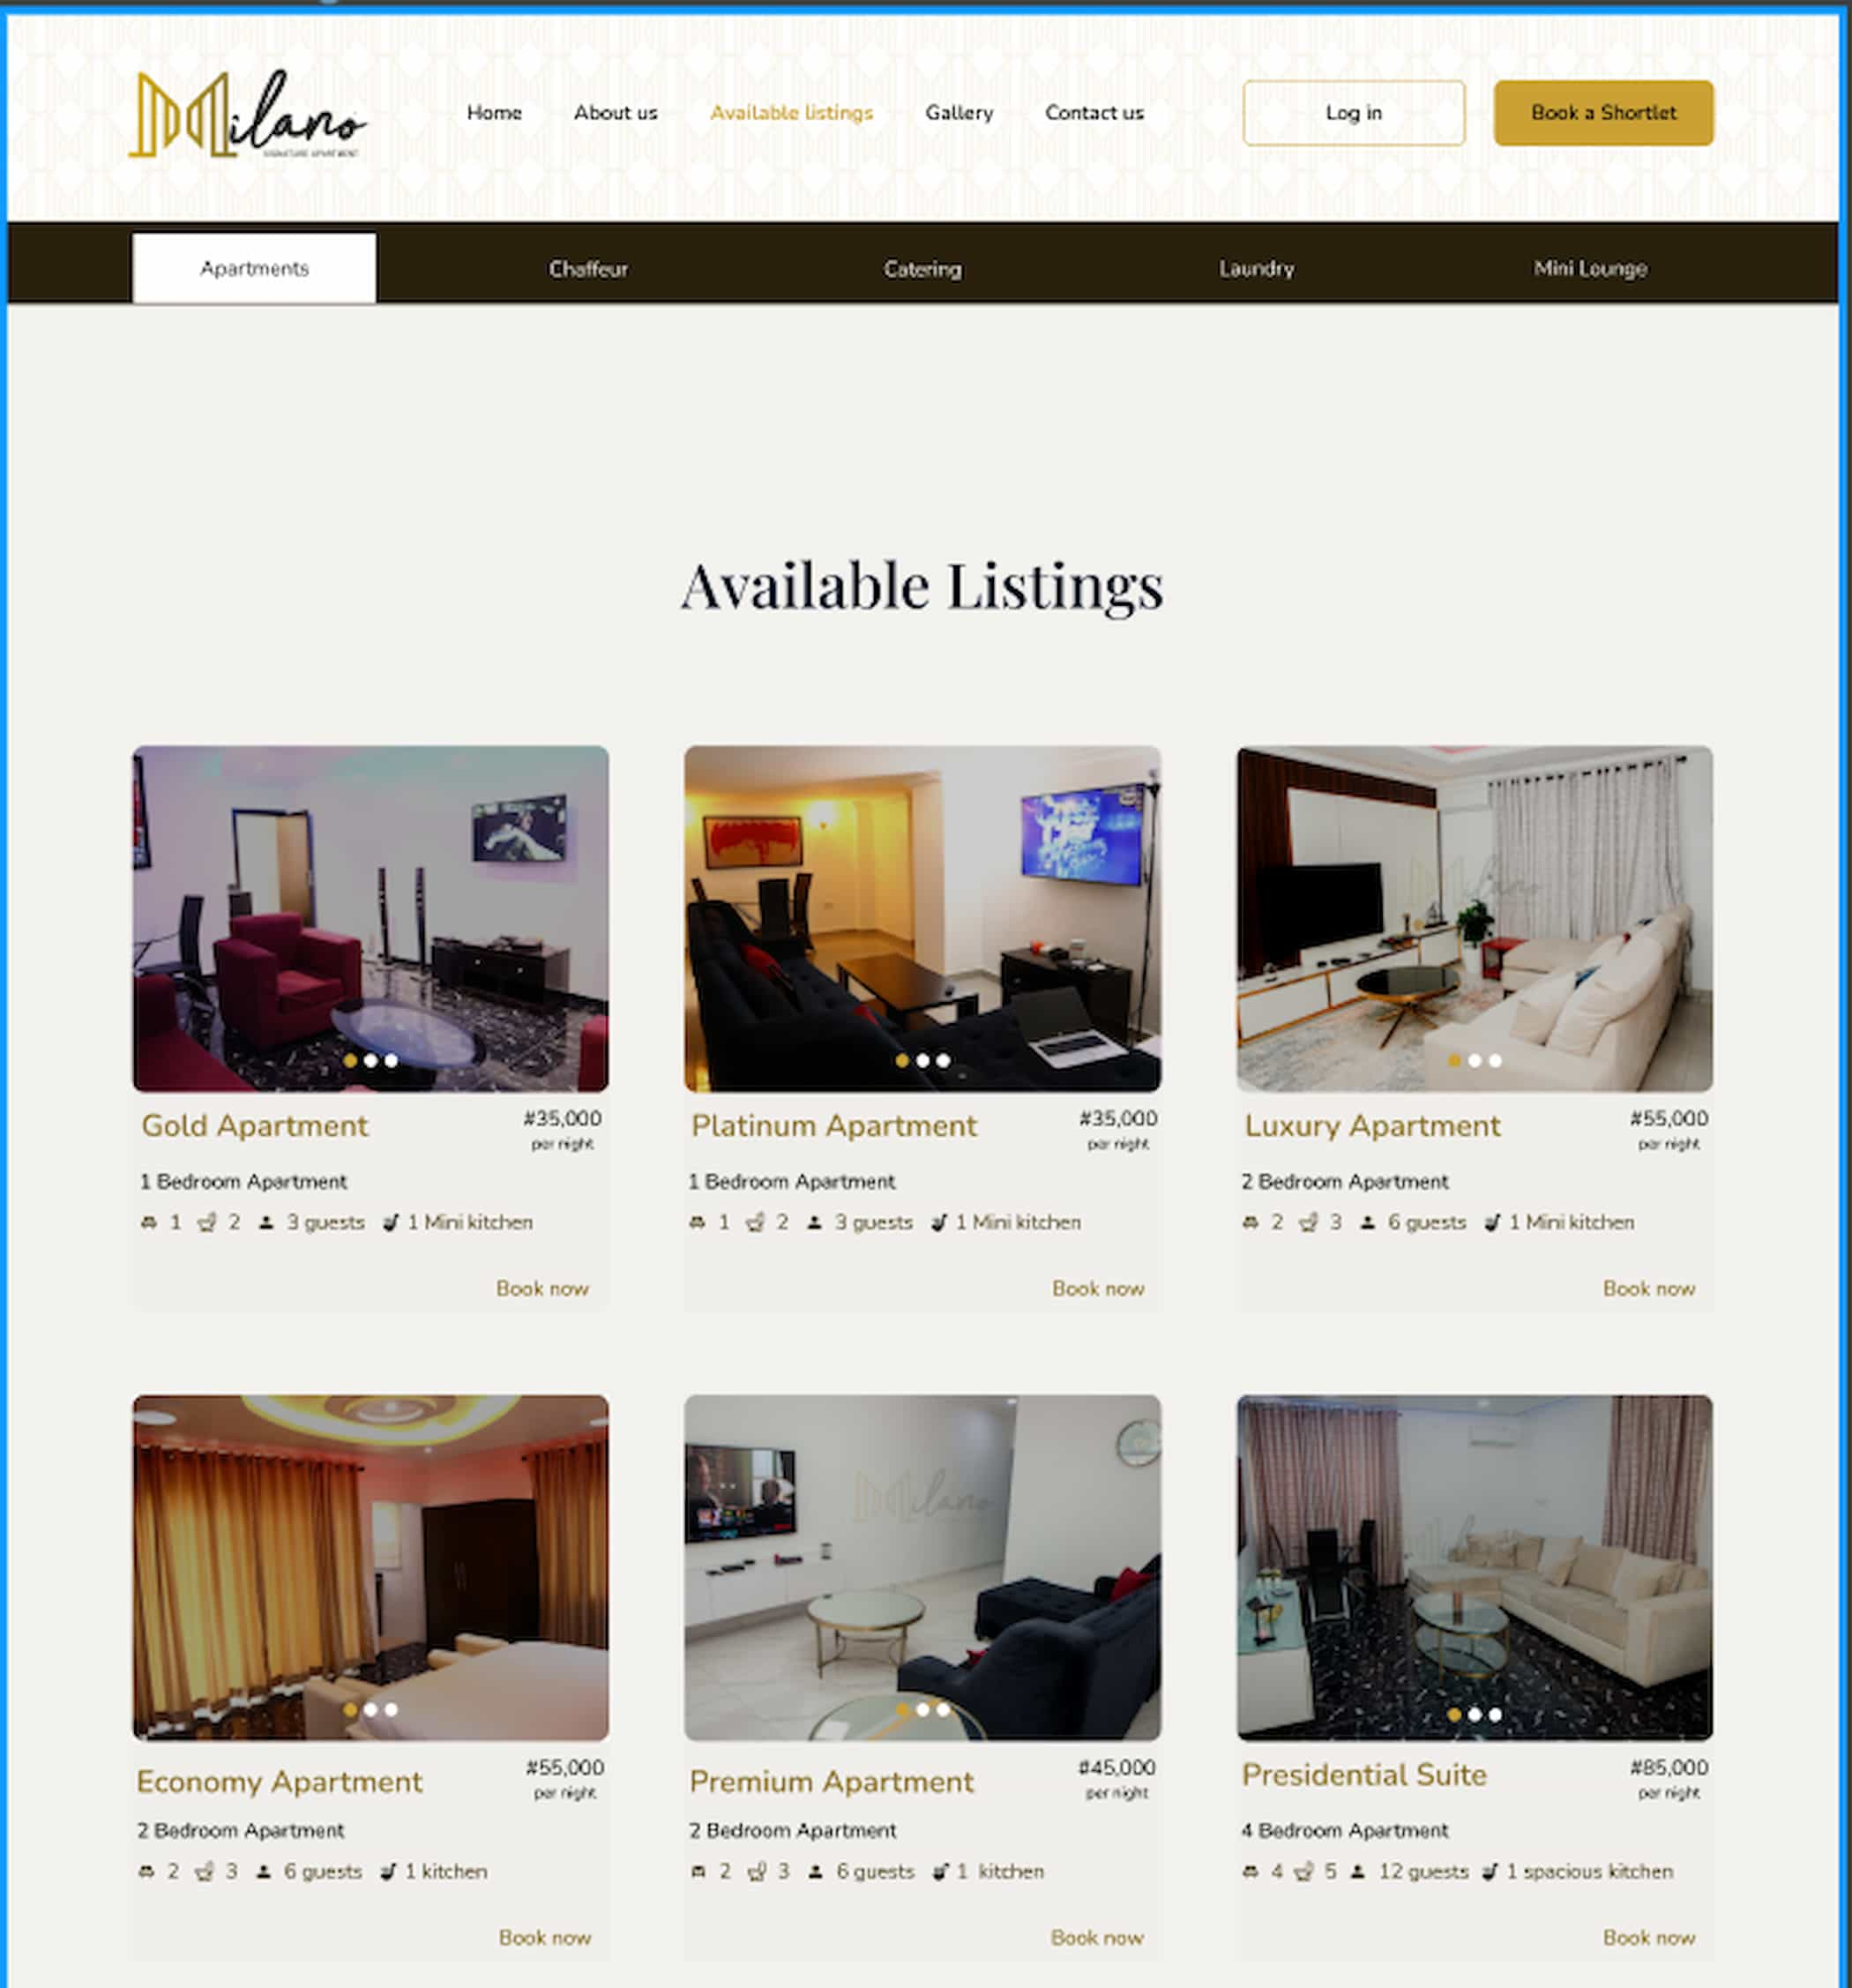 Milano
SIGNATURE APARTMENT
Home About us Available listings Gallery Contact us Log in Book a Shortlet
Apartments Chaffeur Catering Laundry Mini Lounge
Available Listings
Gold Apartment #35,000
per night
1 Bedroom Apartment
1 2 3 guests 1 Mini kitchen
Book now
Platinum Apartment #35,000
per night
1 Bedroom Apartment
1 2 3 guests 1 Mini kitchen
Book now
Milano
Luxury Apartment #55,000
per night
2 Bedroom Apartment
2 3 6 guests 1 Mini kitchen
Book now
Economy Apartment #55,000
per night
2 Bedroom Apartment
2 3 6 guests 1 kitchen
Book now
Milano
Premium Apartment #45,000
per night
2 Bedroom Apartment
2 3 6 guests 1 kitchen
Book now
Milano
Presidential Suite #85,000
per night
4 Bedroom Apartment
4 5 12 guests 1 spacious kitchen
Book now